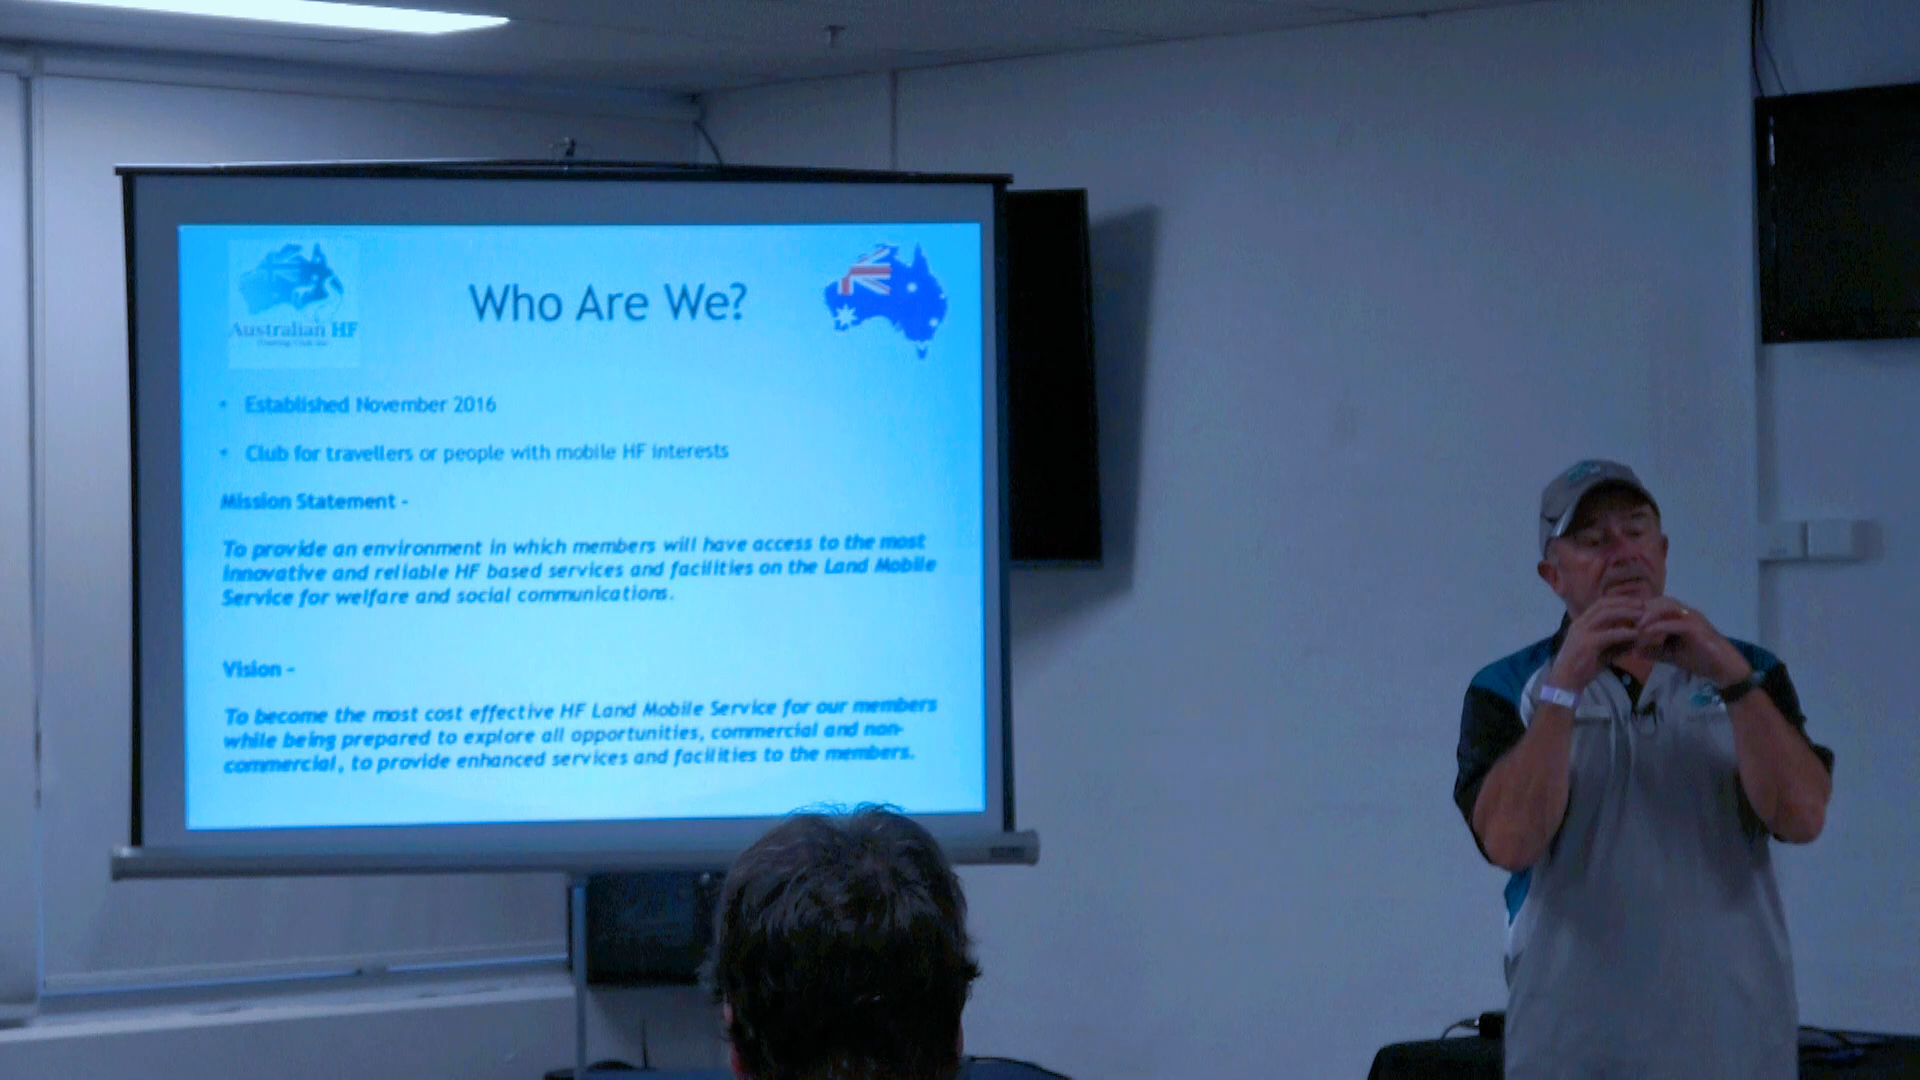 Who Are We?
Australian HF
• Established November 2016
• Club for travellers or people with mobile HF interests
Mission Statement -
To provide an environment in which members will have access to the most
innovative and reliable HF based services and facilities on the Land Mobile
Service for welfare and social communications.
Vision -
To become the most cost effective HF Land Mobile Service for our members
while being prepared to explore all opportunities, commercial and non-
commercial, to provide enhanced services and facilities to the members.